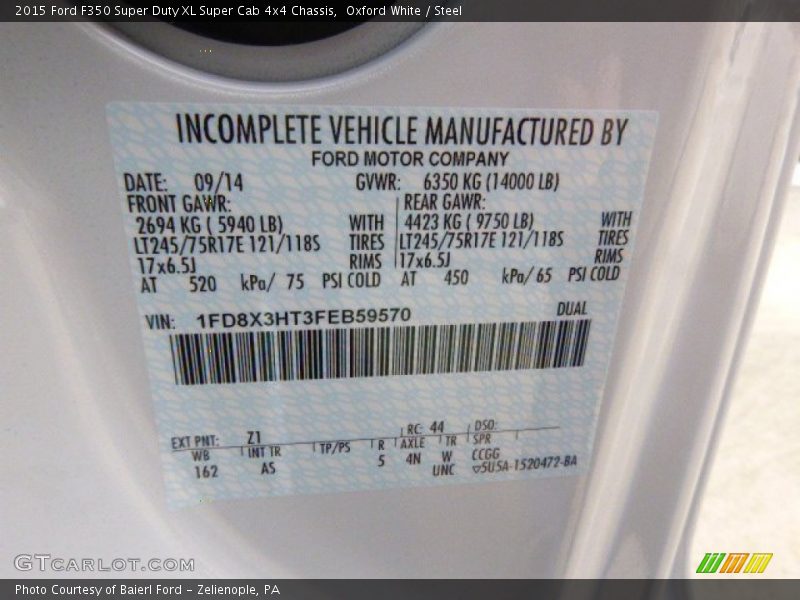 2015 Ford F350 Super Duty XL Super Cab 4x4 Chassis, Oxford White / Steel
INCOMPLETE VEHICLE MANUFACTURED BY
FORD MOTOR COMPANY
DATE: 09/14 GVWR: 6350 KG (14000 LB)
FRONT GAWR: REAR GAWR:
2694 KG ( 5940 LB) WITH 4423 KG ( 9750 LB) WITH
LT245/75R17E 121/118S TIRES LT245/75R17E 121/118S TIRES
17x6.5J RIMS 17x6.5J RIMS
AT 520 kPa/ 75 PSI COLD AT 450 kPa/ 65 PSI COLD
VIN: 1FD8X3HT3FEB59570 DUAL
EXT PNT: Z1 RC: 44 DSO:
WB INT TR TP/PS R AXLE TR SPR
162 AS 5 4N W CCGG
UNC ▽5U5A-1520472-BA
GTCARLOT.COM
Photo Courtesy of Baierl Ford - Zelienople, PA